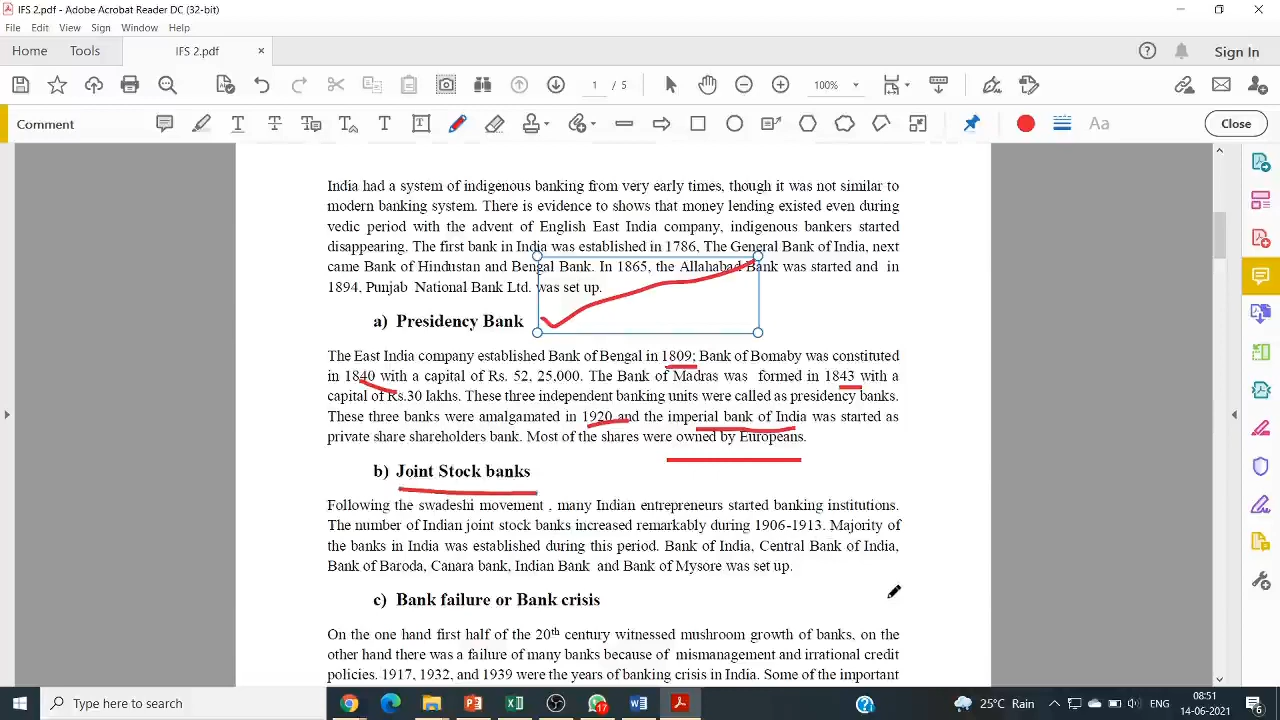 IFS 2.pdf - Adobe Acrobat Reader DC (32-bit)
File Edit View Sign Window Help
Home Tools IFS 2.pdf × Sign In
1 / 5 100%
Comment Aa Close
India had a system of indigenous banking from very early times, though it was not similar to
modern banking system. There is evidence to shows that money lending existed even during
vedic period with the advent of English East India company, indigenous bankers started
disappearing. The first bank in India was established in 1786, The General Bank of India, next
came Bank of Hindustan and Bengal Bank. In 1865, the Allahabad Bank was started and in
1894, Punjab National Bank Ltd. was set up.
a) Presidency Bank
The East India company established Bank of Bengal in 1809; Bank of Bomaby was constituted
in 1840 with a capital of Rs. 52, 25,000. The Bank of Madras was formed in 1843 with a
capital of Rs.30 lakhs. These three independent banking units were called as presidency banks.
These three banks were amalgamated in 1920 and the imperial bank of India was started as
private share shareholders bank. Most of the shares were owned by Europeans.
b) Joint Stock banks
Following the swadeshi movement , many Indian entrepreneurs started banking institutions.
The number of Indian joint stock banks increased remarkably during 1906-1913. Majority of
the banks in India was established during this period. Bank of India, Central Bank of India,
Bank of Baroda, Canara bank, Indian Bank and Bank of Mysore was set up.
c) Bank failure or Bank crisis
On the one hand first half of the 20th century witnessed mushroom growth of banks, on the
other hand there was a failure of many banks because of mismanagement and irrational credit
policies. 1917, 1932, and 1939 were the years of banking crisis in India. Some of the important
Type here to search 17 25°C Rain ENG 08:51
14-06-2021 6